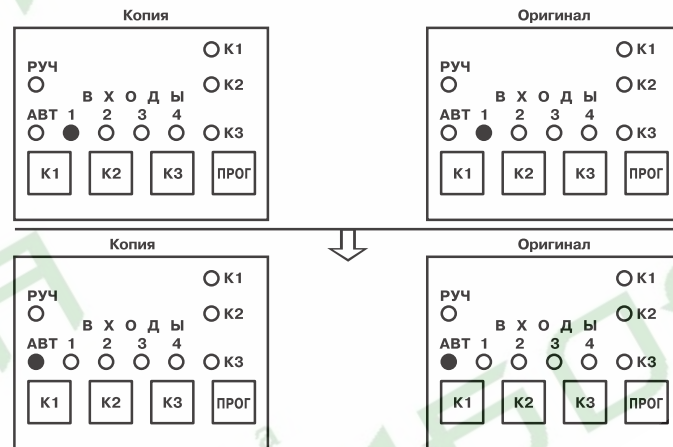 Копия
К1
РУЧ
К2
В Х О Д Ы
АВТ 1 2 3 4
К3
К1 К2 К3 ПРОГ
Оригинал
К1
РУЧ
К2
В Х О Д Ы
АВТ 1 2 3 4
К3
К1 К2 К3 ПРОГ
Копия
К1
РУЧ
К2
В Х О Д Ы
АВТ 1 2 3 4
К3
К1 К2 К3 ПРОГ
Оригинал
К1
РУЧ
К2
В Х О Д Ы
АВТ 1 2 3 4
К3
К1 К2 К3 ПРОГ